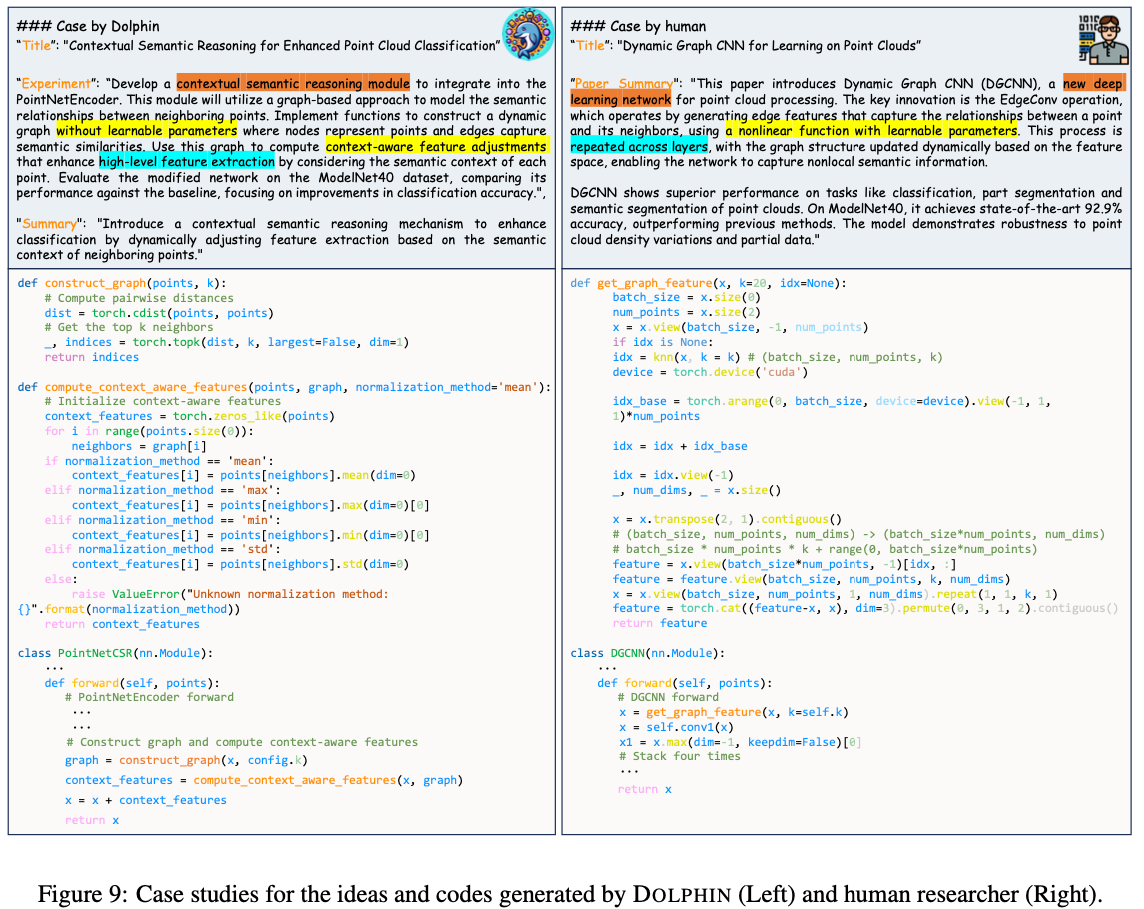 ### Case by Dolphin
“Title”: "Contextual Semantic Reasoning for Enhanced Point Cloud Classification”
“Experiment”: “Develop a contextual semantic reasoning module to integrate into the
PointNetEncoder. This module will utilize a graph-based approach to model the semantic
relationships between neighboring points. Implement functions to construct a dynamic
graph without learnable parameters where nodes represent points and edges capture
semantic similarities. Use this graph to compute context-aware feature adjustments
that enhance high-level feature extraction by considering the semantic context of each
point. Evaluate the modified network on the ModelNet40 dataset, comparing its
performance against the baseline, focusing on improvements in classification accuracy.",
"Summary": "Introduce a contextual semantic reasoning mechanism to enhance
classification by dynamically adjusting feature extraction based on the semantic
context of neighboring points."
def construct_graph(points, k):
    # Compute pairwise distances
    dist = torch.cdist(points, points)
    # Get the top k neighbors
    _, indices = torch.topk(dist, k, largest=False, dim=1)
    return indices
def compute_context_aware_features(points, graph, normalization_method='mean'):
    # Initialize context-aware features
    context_features = torch.zeros_like(points)
    for i in range(points.size(0)):
        neighbors = graph[i]
    if normalization_method == 'mean':
        context_features[i] = points[neighbors].mean(dim=0)
    elif normalization_method == 'max':
        context_features[i] = points[neighbors].max(dim=0)[0]
    elif normalization_method == 'min':
        context_features[i] = points[neighbors].min(dim=0)[0]
    elif normalization_method == 'std':
        context_features[i] = points[neighbors].std(dim=0)
    else:
        raise ValueError("Unknown normalization method:
{}".format(normalization_method))
    return context_features
class PointNetCSR(nn.Module):
    ...
    def forward(self, points):
        # PointNetEncoder forward
        ...
        ...
        # Construct graph and compute context-aware features
        graph = construct_graph(x, config.k)
        context_features = compute_context_aware_features(x, graph)
        x = x + context_features
        return x
### Case by human
“Title”: "Dynamic Graph CNN for Learning on Point Clouds”
"Paper Summary": "This paper introduces Dynamic Graph CNN (DGCNN), a new deep
learning network for point cloud processing. The key innovation is the EdgeConv operation,
which operates by generating edge features that capture the relationships between a point
and its neighbors, using a nonlinear function with learnable parameters. This process is
repeated across layers, with the graph structure updated dynamically based on the feature
space, enabling the network to capture nonlocal semantic information.
DGCNN shows superior performance on tasks like classification, part segmentation and
semantic segmentation of point clouds. On ModelNet40, it achieves state-of-the-art 92.9%
accuracy, outperforming previous methods. The model demonstrates robustness to point
cloud density variations and partial data."
def get_graph_feature(x, k=20, idx=None):
    batch_size = x.size(0)
    num_points = x.size(2)
    x = x.view(batch_size, -1, num_points)
    if idx is None:
    idx = knn(x, k = k) # (batch_size, num_points, k)
    device = torch.device('cuda')
    idx_base = torch.arange(0, batch_size, device=device).view(-1, 1,
    1)*num_points
    idx = idx + idx_base
    idx = idx.view(-1)
    _, num_dims, _ = x.size()
    x = x.transpose(2, 1).contiguous()
    # (batch_size, num_points, num_dims) -> (batch_size*num_points, num_dims)
    # batch_size * num_points * k + range(0, batch_size*num_points)
    feature = x.view(batch_size*num_points, -1)[idx, :]
    feature = feature.view(batch_size, num_points, k, num_dims)
    x = x.view(batch_size, num_points, 1, num_dims).repeat(1, 1, k, 1)
    feature = torch.cat((feature-x, x), dim=3).permute(0, 3, 1, 2).contiguous()
    return feature
class DGCNN(nn.Module):
    ...
    def forward(self, points):
        # DGCNN forward
        x = get_graph_feature(x, k=self.k)
        x = self.conv1(x)
        x1 = x.max(dim=-1, keepdim=False)[0]
        # Stack four times
        ...
        return x
Figure 9: Case studies for the ideas and codes generated by DOLPHIN (Left) and human researcher (Right).